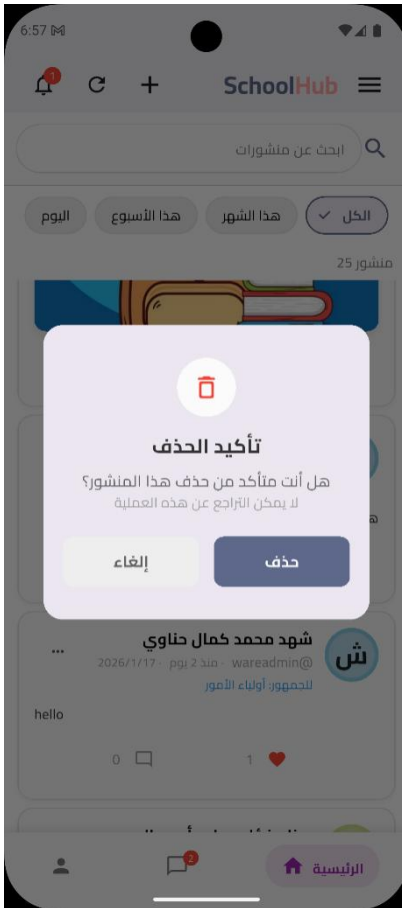 6:57
1
SchoolHub
ابحث عن منشورات
الكل
هذا الشهر
هذا الأسبوع
اليوم
منشور 25
تأكيد الحذف
هل أنت متأكد من حذف هذا المنشور؟
لا يمكن التراجع عن هذه العملية
حذف
إلغاء
شهد محمد كمال حناوي
ش
@wareadmin · منذ 2 يوم · 2026/1/17
للجمهور: أولياء الأمور
hello
1
0
الرئيسية
2